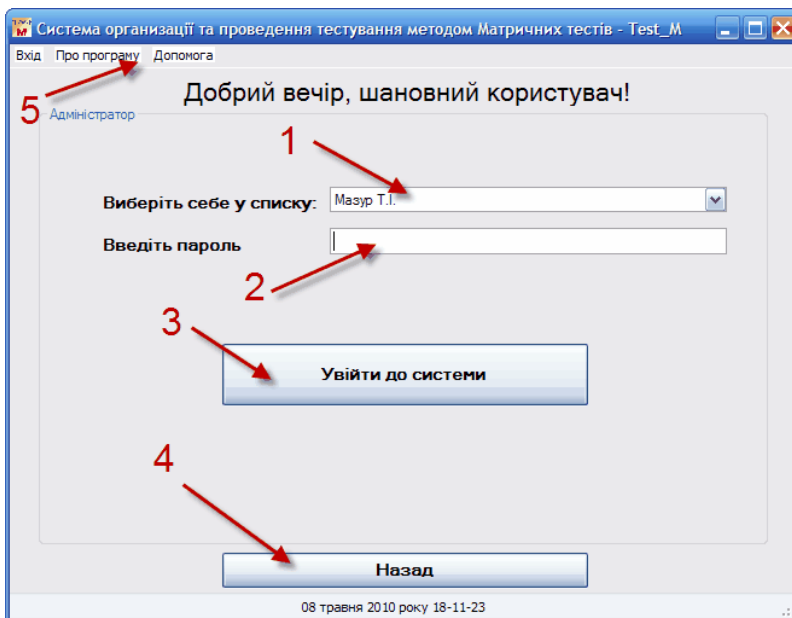 Система організації та проведення тестування методом Матричних тестів - Test_M
Вхід Про програму Допомога
Добрий вечір, шановний користувач!
5
Адміністратор
1
Виберіть себе у списку: Мазур Т.І.
Введіть пароль
2
3
Увійти до системи
4
Назад
08 травня 2010 року 18-11-23